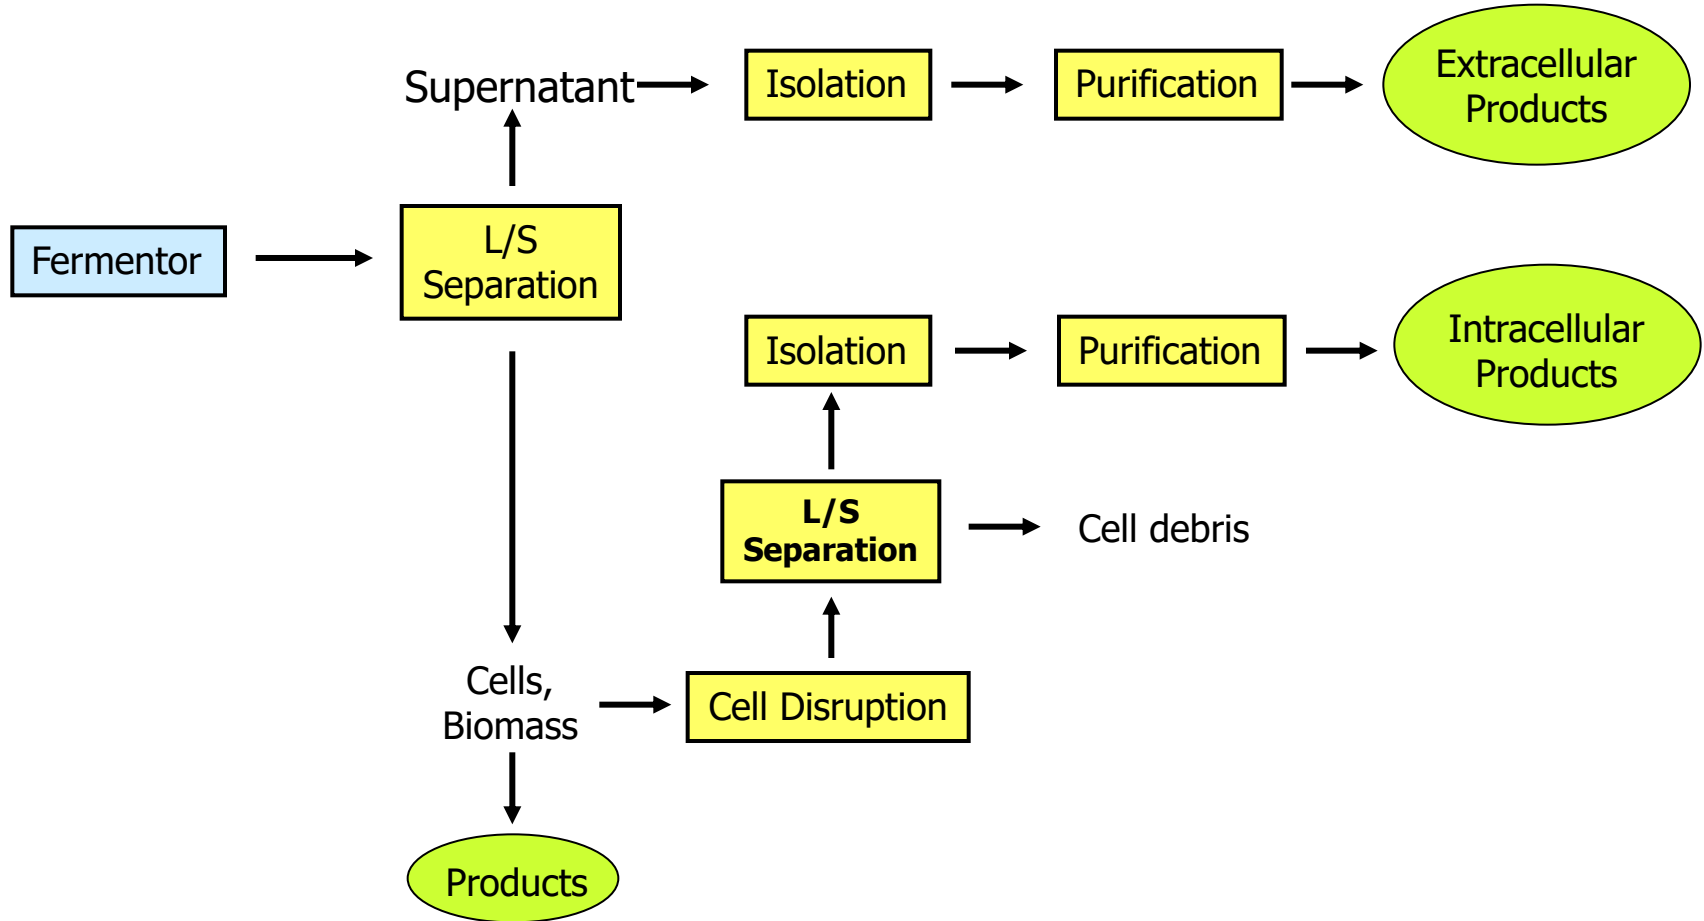 Supernatant
Isolation
Purification
Extracellular
Products
Fermentor
L/S
Separation
Isolation
Purification
Intracellular
Products
L/S
Separation
Cell debris
Cells,
Biomass
Cell Disruption
Products